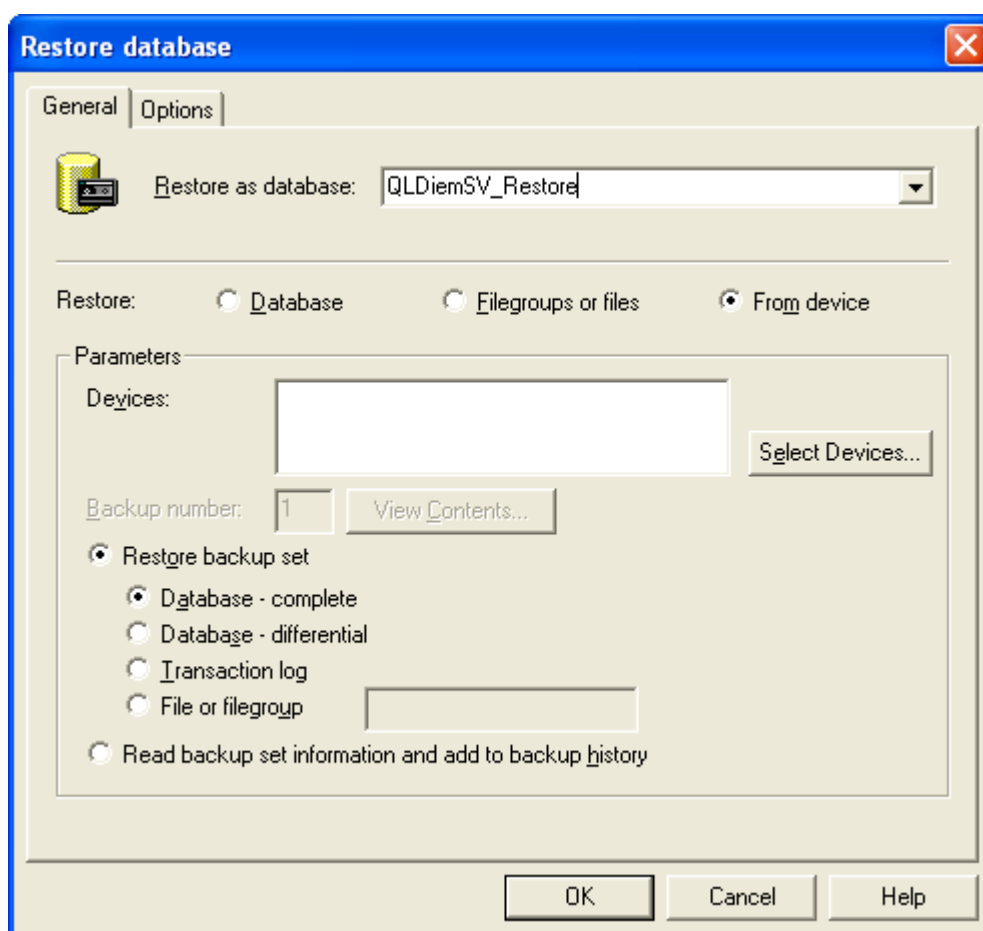 Restore database
General Options
Restore as database: QLDiemSV_Restore
Restore: Database Filegroups or files From device
Parameters
Devices:
Select Devices...
Backup number: 1 View Contents...
Restore backup set
Database - complete
Database - differential
Transaction log
File or filegroup
Read backup set information and add to backup history
OK Cancel Help